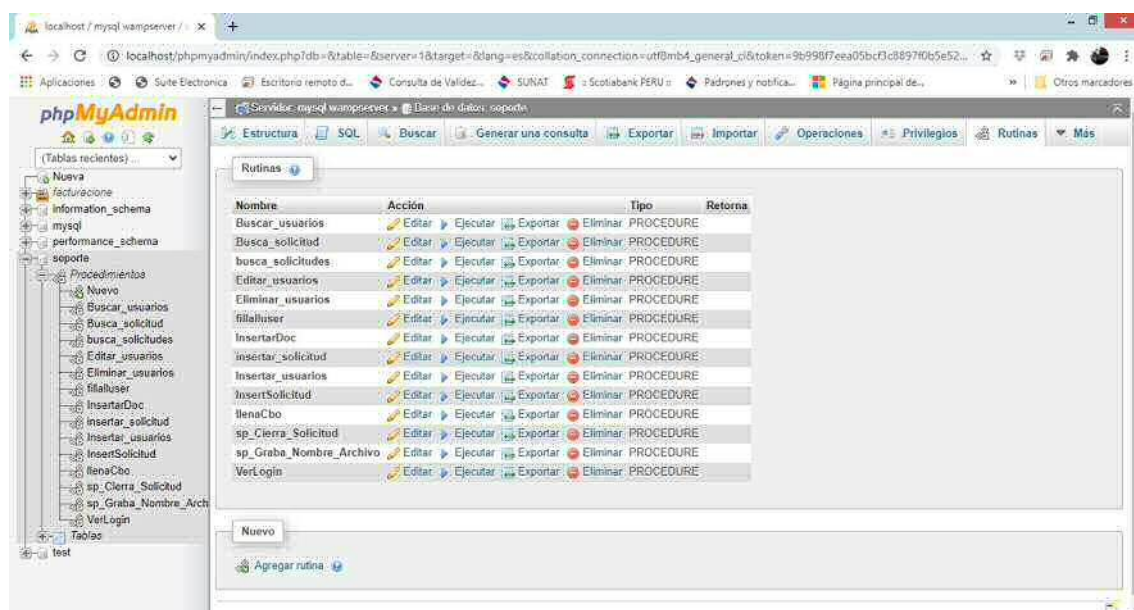 localhost / mysql wampserver /
localhost/phpmyadmin/index.php?db=&table=&server=1&target=&lang=es&collation_connection=utf8mb4_general_ci&token=9b998f7eea05bcf3c8897f0b5e52...
Aplicaciones Suite Electronica Escritorio remoto d... Consulta de Validez... SUNAT :: Scotiabank PERU :: Padrones y notifica... Página principal de... » Otros marcadores
phpMyAdmin
(Tablas recientes) ...
Nueva
facturacione
information_schema
mysql
performance_schema
soporte
Procedimientos
Nuevo
Buscar_usuarios
Busca_solicitud
busca_solicitudes
Editar_usuarios
Eliminar_usuarios
fillalluser
InsertarDoc
insertar_solicitud
Insertar_usuarios
InsertSolicitud
llenaCbo
sp_Cierra_Solicitud
sp_Graba_Nombre_Arch
VerLogin
Tablas
test
Servidor: mysql wampserver » Base de datos: soporte
Estructura SQL Buscar Generar una consulta Exportar Importar Operaciones Privilegios Rutinas Más
Rutinas
Nombre Acción Tipo Retorna
Buscar_usuarios Editar Ejecutar Exportar Eliminar PROCEDURE
Busca_solicitud Editar Ejecutar Exportar Eliminar PROCEDURE
busca_solicitudes Editar Ejecutar Exportar Eliminar PROCEDURE
Editar_usuarios Editar Ejecutar Exportar Eliminar PROCEDURE
Eliminar_usuarios Editar Ejecutar Exportar Eliminar PROCEDURE
fillalluser Editar Ejecutar Exportar Eliminar PROCEDURE
InsertarDoc Editar Ejecutar Exportar Eliminar PROCEDURE
insertar_solicitud Editar Ejecutar Exportar Eliminar PROCEDURE
Insertar_usuarios Editar Ejecutar Exportar Eliminar PROCEDURE
InsertSolicitud Editar Ejecutar Exportar Eliminar PROCEDURE
llenaCbo Editar Ejecutar Exportar Eliminar PROCEDURE
sp_Cierra_Solicitud Editar Ejecutar Exportar Eliminar PROCEDURE
sp_Graba_Nombre_Archivo Editar Ejecutar Exportar Eliminar PROCEDURE
VerLogin Editar Ejecutar Exportar Eliminar PROCEDURE
Nuevo
Agregar rutina